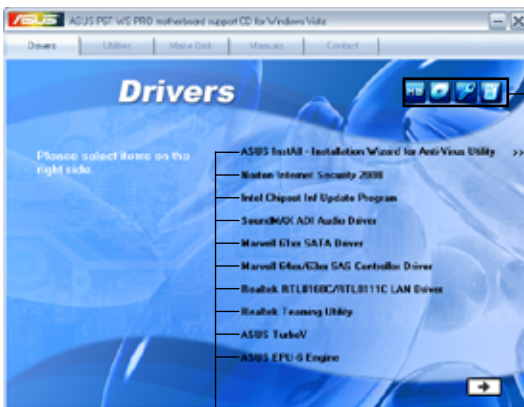 ASUS P5T WS PRO motherboard support CD for Windows Vista
Drivers
Utilities
Make Disk
Manuals
Contact
Drivers
Please select items on the
right side.
ASUS InstAll - Installation Wizard for Anti-Virus Utility >>
Norton Internet Security 2008
Intel Chipset Inf Update Program
SoundMAX ADI Audio Driver
Marvell 61xx SATA Driver
Marvell 64xx/63xx SAS Controller Driver
Realtek RTL8168C/RTL8111C LAN Driver
Realtek Teaming Utility
ASUS TurboV
ASUS EPU-6 Engine